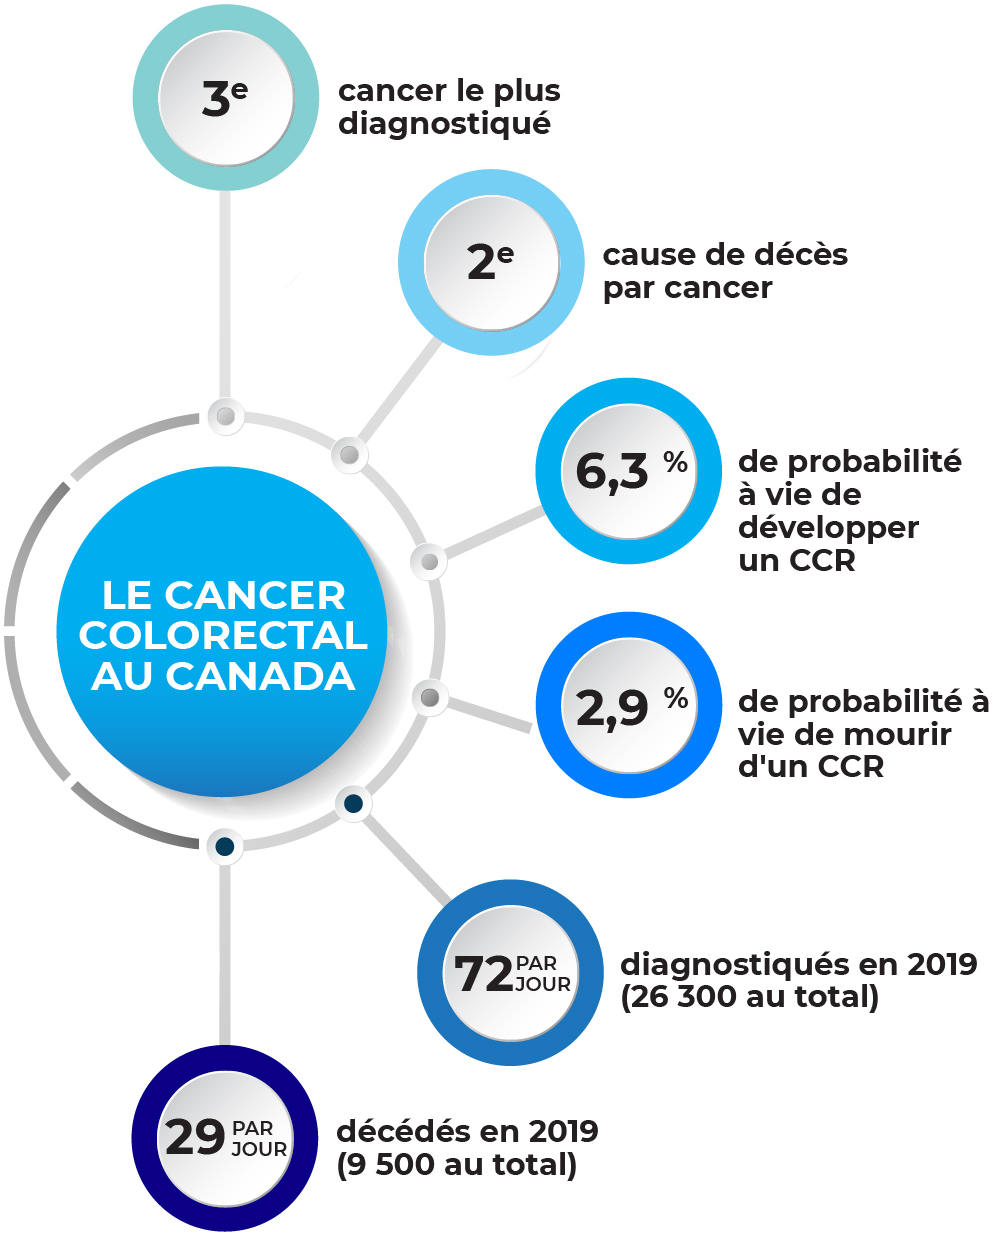 3e
cancer le plus
diagnostiqué
2e
cause de décès
par cancer
6,3 %
de probabilité
à vie de
développer
un CCR
LE CANCER
COLORECTAL
AU CANADA
2,9 %
de probabilité à
vie de mourir
d'un CCR
72 PAR
JOUR
diagnostiqués en 2019
(26 300 au total)
29 PAR
JOUR
décédés en 2019
(9 500 au total)